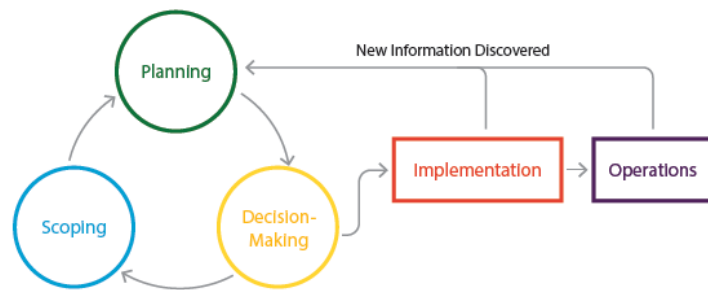 New Information Discovered
Planning
Implementation
Operations
Scoping
Decision-
Making